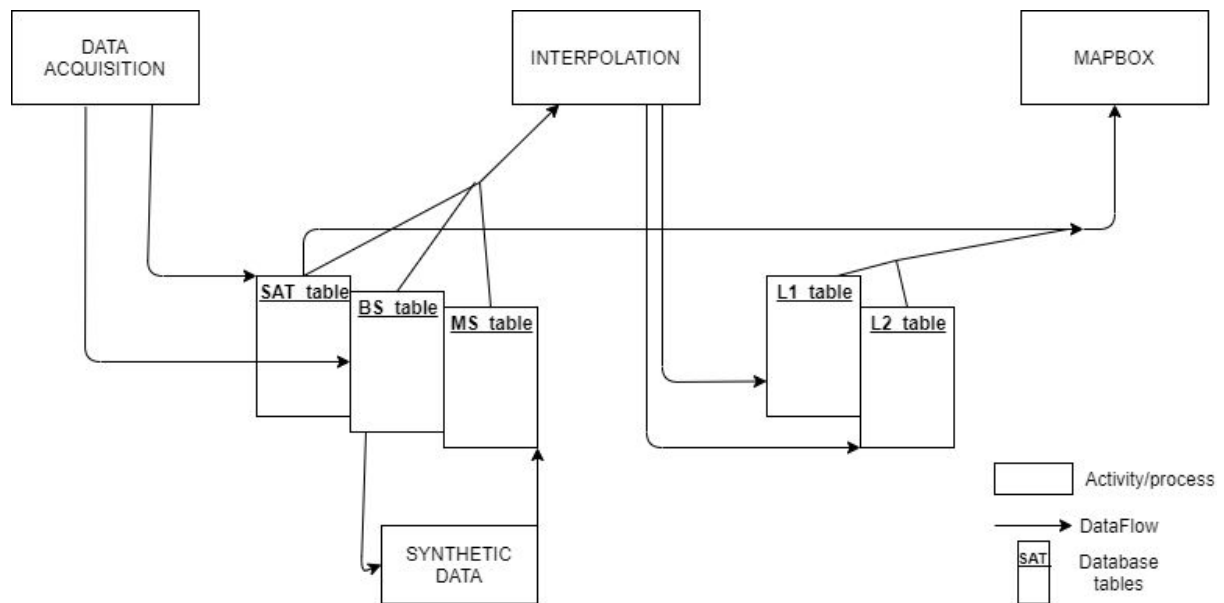 DATA
ACQUISITION
INTERPOLATION
MAPBOX
SAT_table
BS_table
MS_table
L1_table
L2_table
SYNTHETIC
DATA
Activity/process
DataFlow
SAT
Database
tables